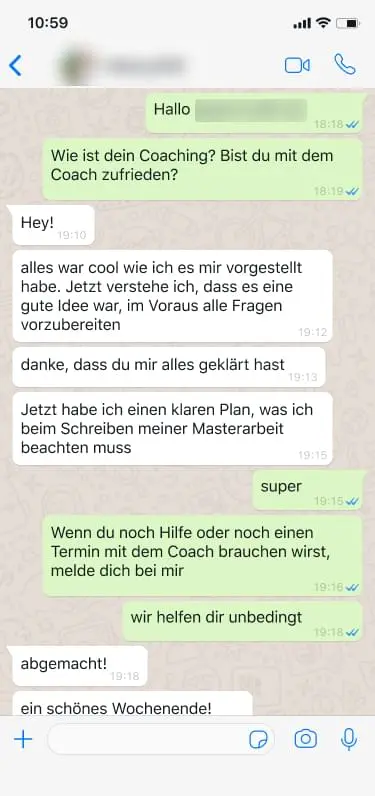 10:59
Hallo
18:18
Wie ist dein Coaching? Bist du mit dem
Coach zufrieden?
18:19
Hey!
19:10
alles war cool wie ich es mir vorgestellt
habe. Jetzt verstehe ich, dass es eine
gute Idee war, im Voraus alle Fragen
vorzubereiten
19:12
danke, dass du mir alles geklärt hast
19:13
Jetzt habe ich einen klaren Plan, was ich
beim Schreiben meiner Masterarbeit
beachten muss
19:15
super
19:15
Wenn du noch Hilfe oder noch einen
Termin mit dem Coach brauchen wirst,
melde dich bei mir
19:16
wir helfen dir unbedingt
19:18
abgemacht!
19:18
ein schönes Wochenende!